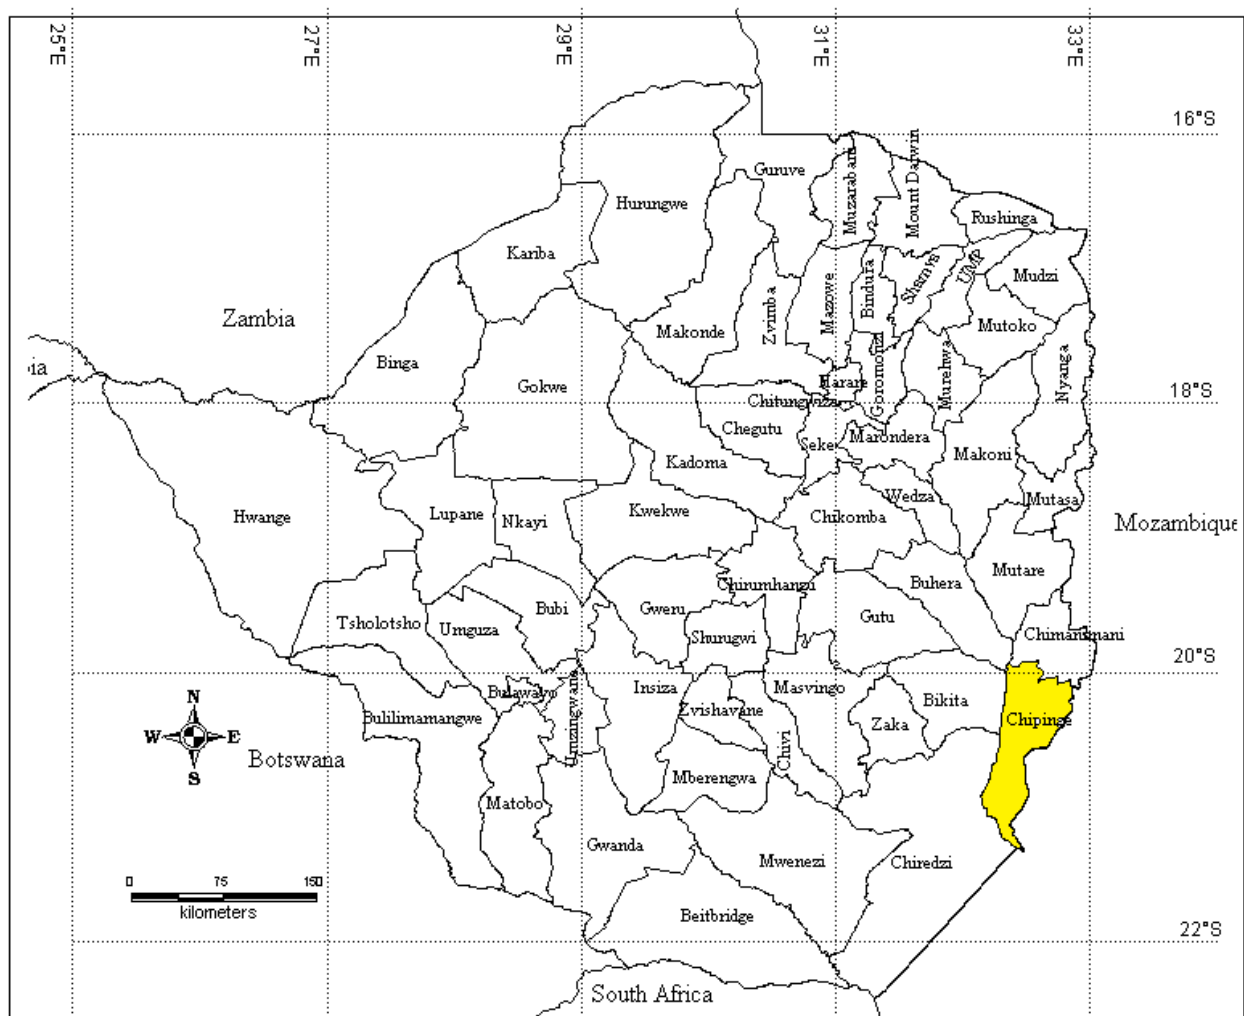 25°E
27°E
29°E
31°E
33°E
16°S
Guruve
Muzarabani
Mount Darwin
Hurungwe
Rushinga
Kariba
UMP
Mudzi
Shamva
Bindura
Mazowe
Zvimba
Zambia
Makonde
Mutoko
Binga
Nyanga
Goromonzi
Murehwa
Gokwe
Harare
18°S
Chitungwiza
Chegutu
Seke
Marondera
Makoni
Kadoma
Wedza
Mutasa
Hwange
Lupane
Nkayi
Kwekwe
Chikomba
Mozambique
Mutare
Buhera
Chirumhanzu
Bubi
Gweru
Gutu
Tsholotsho
Umguza
Shurugwi
Chimanimani
20°S
Bulawayo
Umzingwane
Insiza
Masvingo
Bikita
N
Zvishavane
Zaka
Chipinge
Bulilimamangwe
W E
S
Botswana
Chivi
Mberengwa
Matobo
Gwanda
Mwenezi
Chiredzi
0 75 150
kilometers
Beitbridge
22°S
South Africa